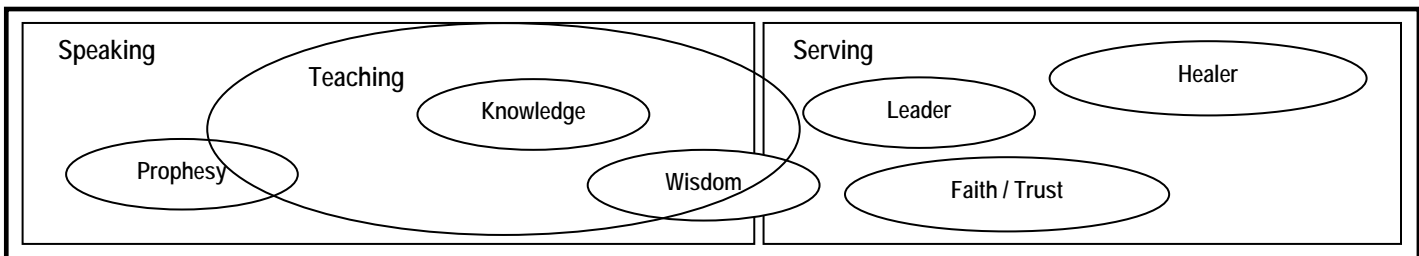 Speaking
Teaching
Knowledge
Prophesy
Wisdom
Serving
Leader
Healer
Faith / Trust